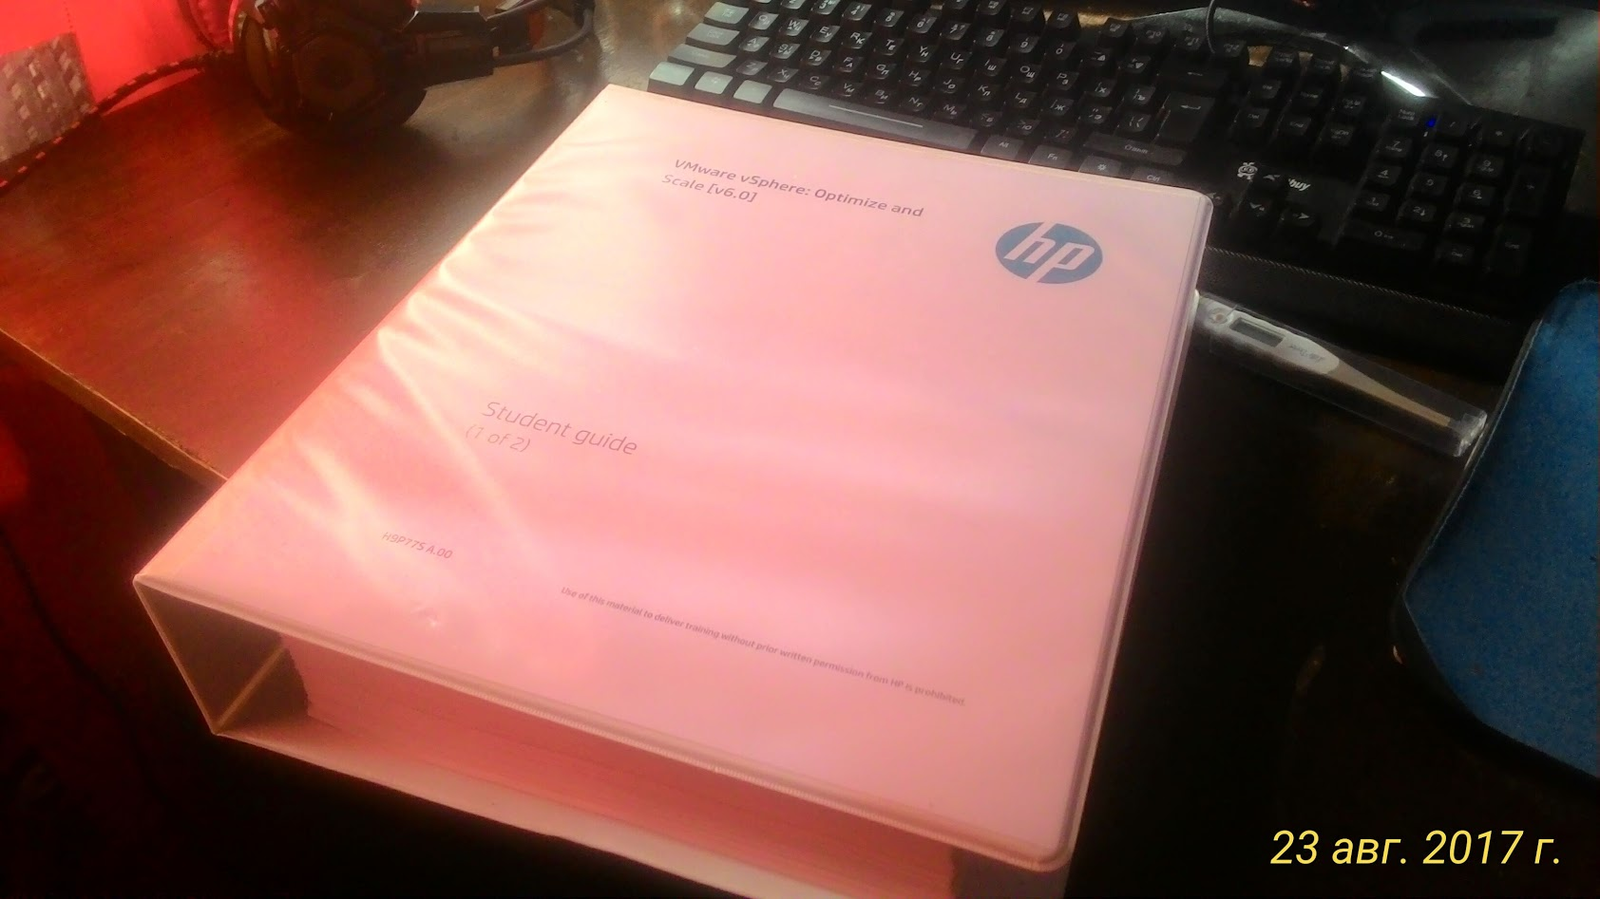 VMware vSphere: Optimize and
Scale [v6.0]
hp
Student guide
(1 of 2)
H9P77S A.00
Use of this material to deliver training without prior written permission from HP is prohibited.
23 авг. 2017 г.